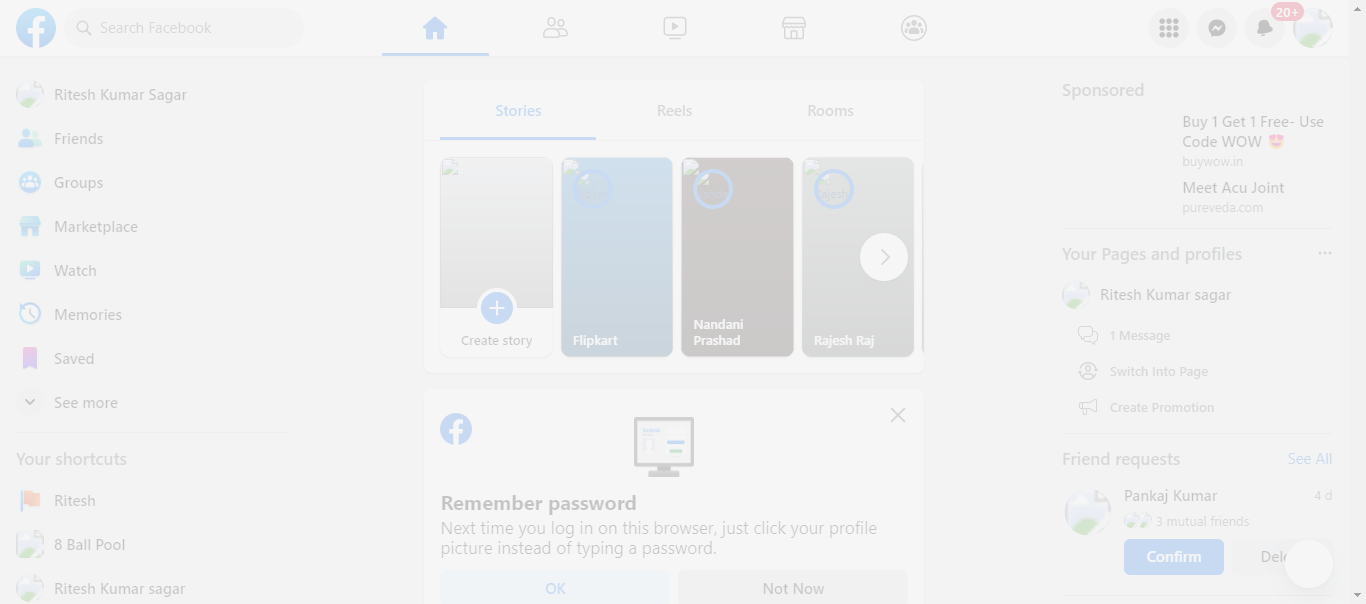 Search Facebook
20+
Ritesh Kumar Sagar
Friends
Groups
Marketplace
Watch
Memories
Saved
See more
Your shortcuts
Ritesh
8 Ball Pool
Ritesh Kumar sagar
Stories
Reels
Rooms
Create story
Flipkart
Nandani
Prashad
Rajesh Raj
Remember password
Next time you log in on this browser, just click your profile
picture instead of typing a password.
OK
Not Now
Sponsored
Buy 1 Get 1 Free- Use
Code WOW 😍
buywow.in
Meet Acu Joint
pureveda.com
Your Pages and profiles
Ritesh Kumar sagar
1 Message
Switch Into Page
Create Promotion
Friend requests
See All
Pankaj Kumar
4 d
3 mutual friends
Confirm